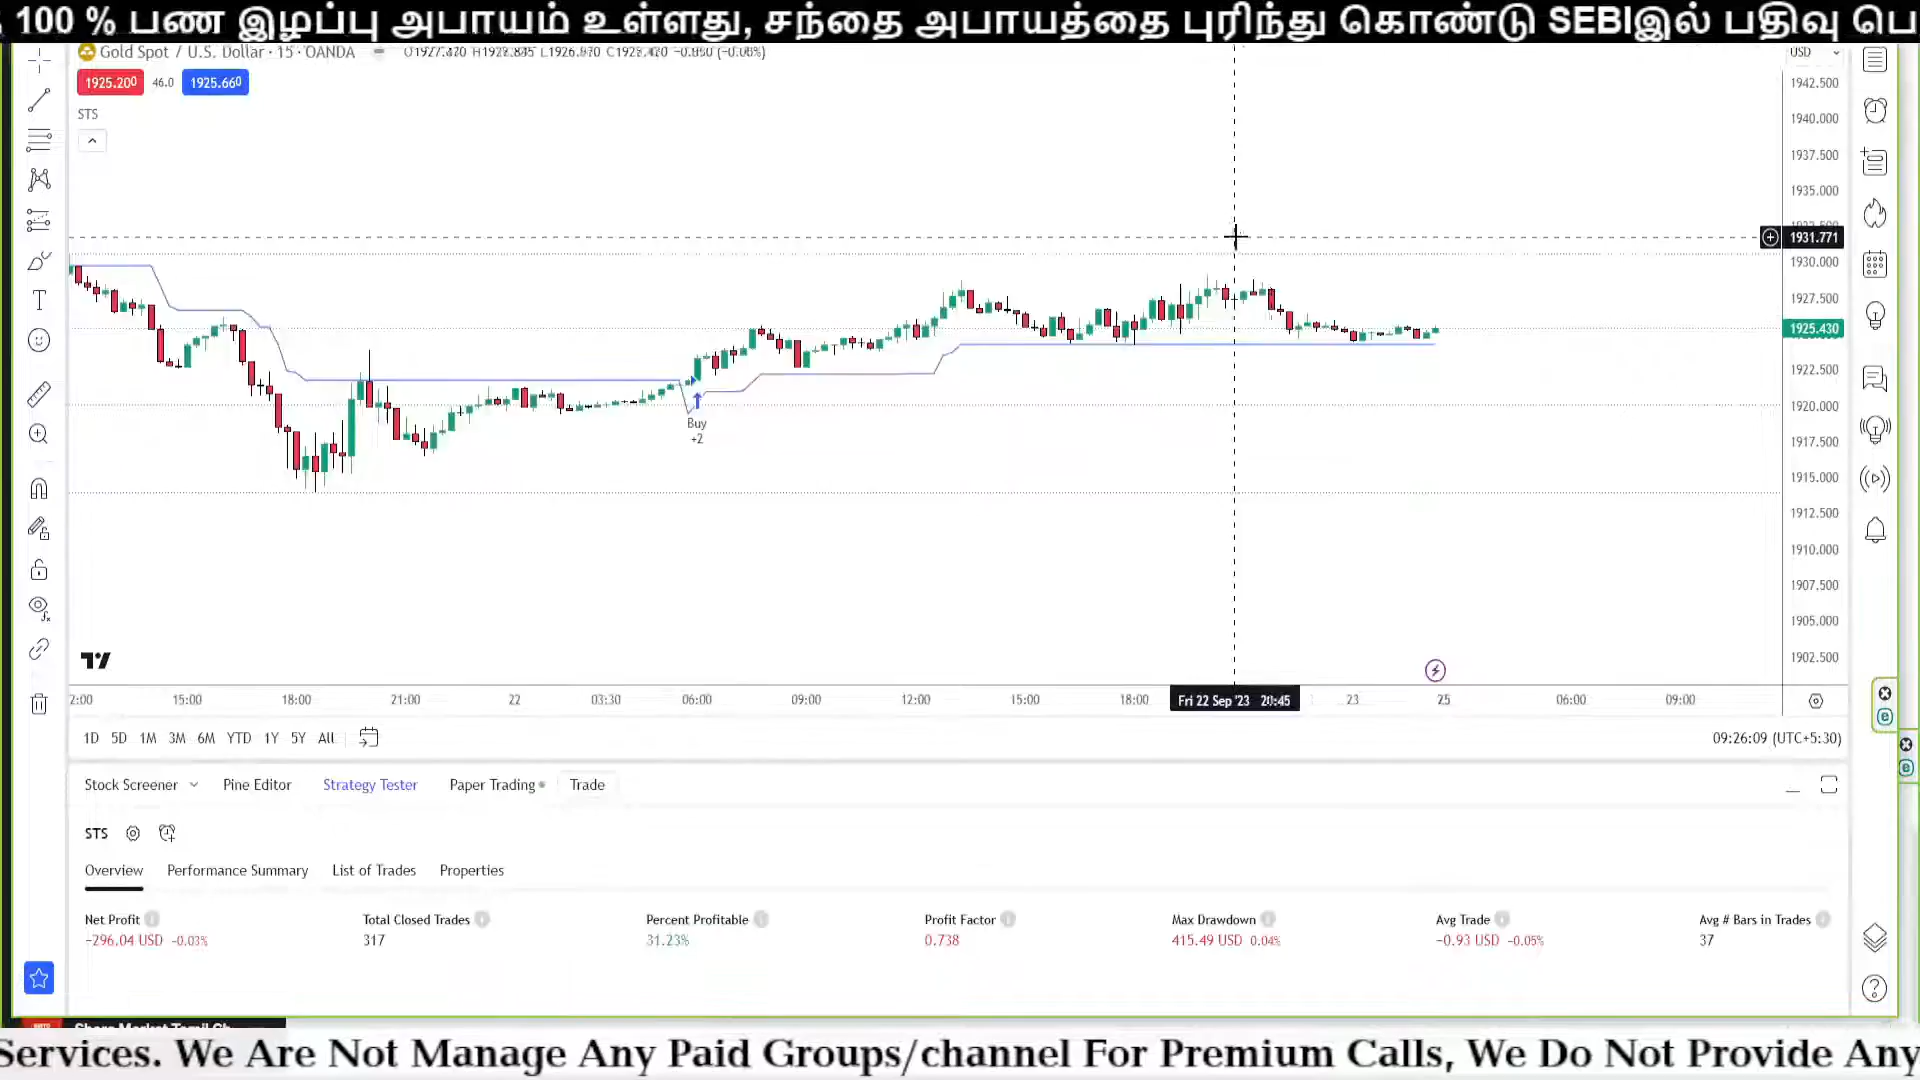 100 % பண இழப்பு அபாயம் உள்ளது, சந்தை அபாயத்தை புரிந்து கொண்டு SEBIஇல் பதிவு பெ
Gold Spot / U.S. Dollar · 15 · OANDA
USD
1925.200 46.0 1925.660
STS
1942.500
1940.000
1937.500
1935.000
1931.771
1930.000
1927.500
1925.430
1922.500
1920.000
1917.500
1915.000
1912.500
1910.000
1907.500
1905.000
1902.500
Buy
+2
15:00 18:00 21:00 22 03:30 06:00 09:00 12:00 15:00 18:00 Fri 22 Sep '23 20:45 23 25 06:00 09:00
1D 5D 1M 3M 6M YTD 1Y 5Y All
09:26:09 (UTC+5:30)
Stock Screener Pine Editor Strategy Tester Paper Trading Trade
STS
Overview Performance Summary List of Trades Properties
Net Profit Total Closed Trades Percent Profitable Profit Factor Max Drawdown Avg Trade Avg # Bars in Trades
−296.04 USD -0.03% 317 31.23% 0.738 415.49 USD 0.04% −0.93 USD -0.05% 37
Services. We Are Not Manage Any Paid Groups/channel For Premium Calls, We Do Not Provide Any